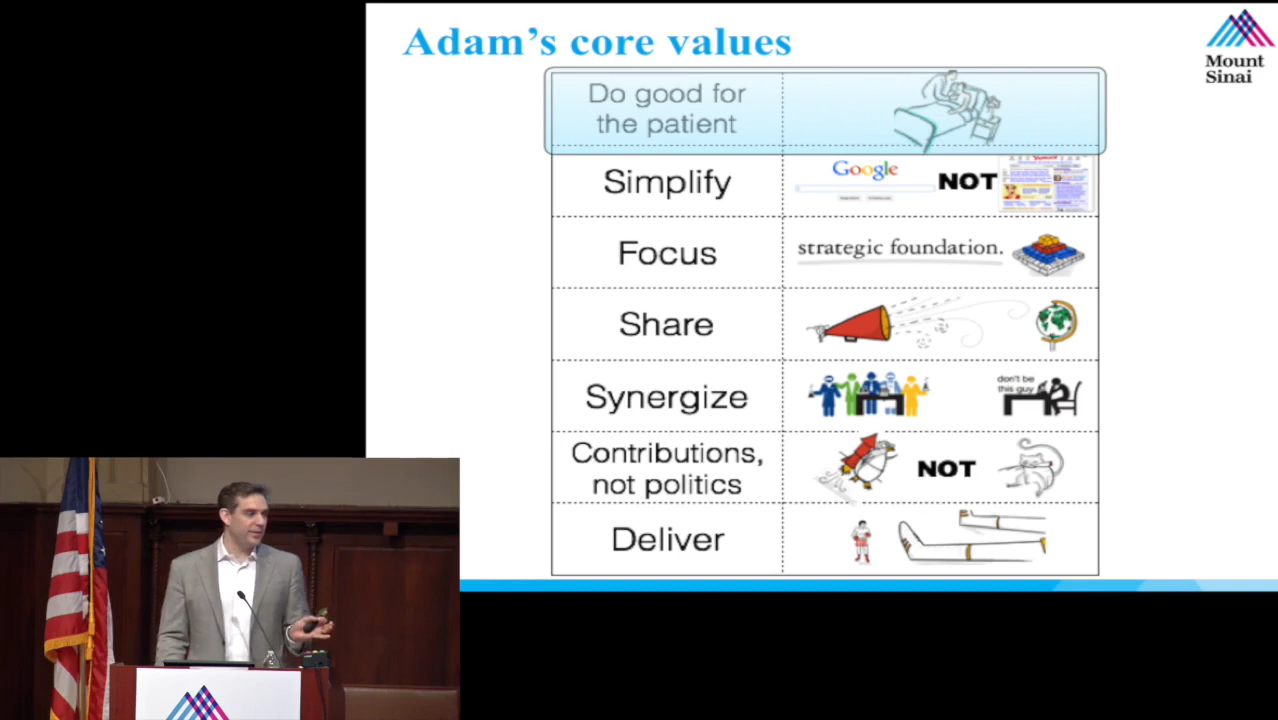 Adam's core values
Mount
Sinai
Do good for
the patient
Simplify
Google
NOT
Focus
strategic foundation.
Share
Synergize
don't be
this guy
Contributions,
not politics
NOT
Deliver